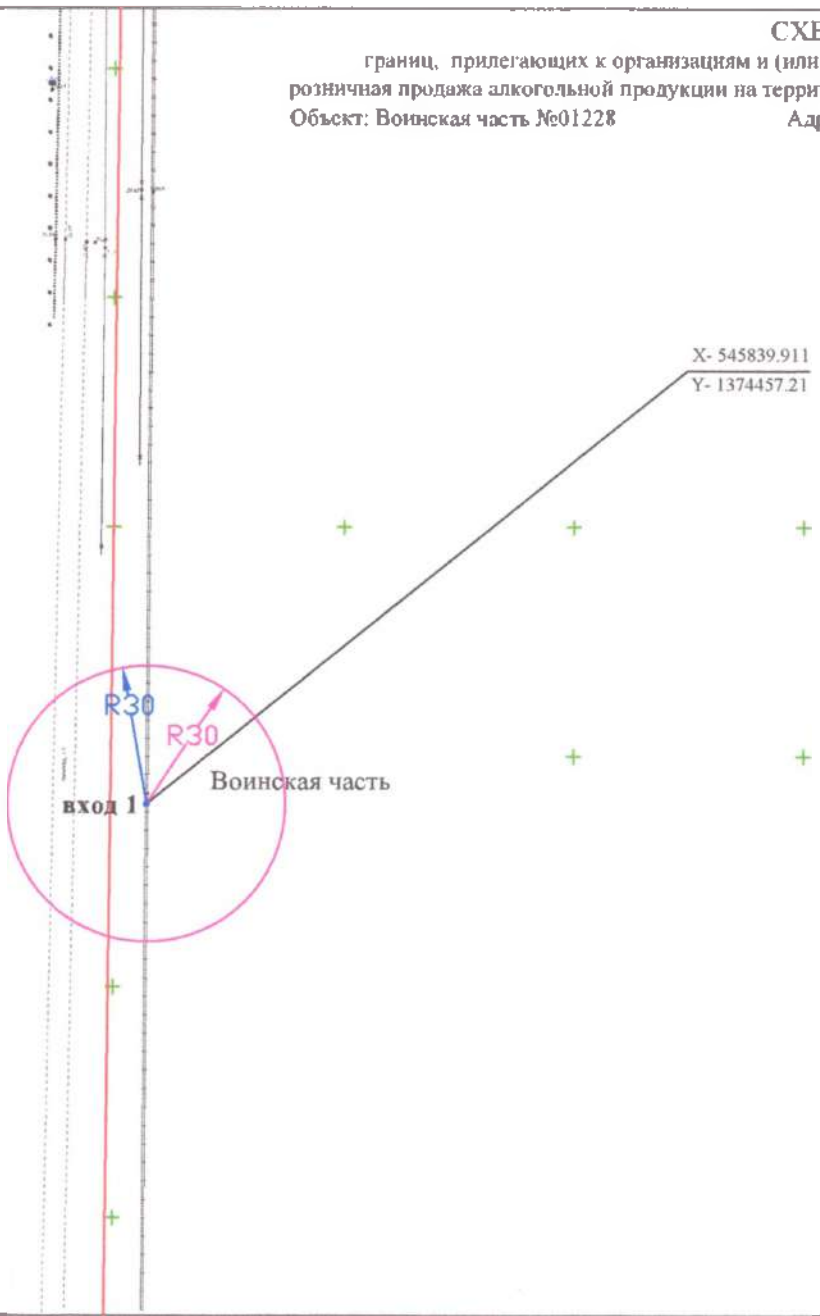 СХЕ
границ, прилегающих к организациям и (или
розничная продажа алкогольной продукции на террит
Объект: Воинская часть №01228 Адр
X- 545839.911
Y- 1374457.21
R30
R30
Воинская часть
вход 1